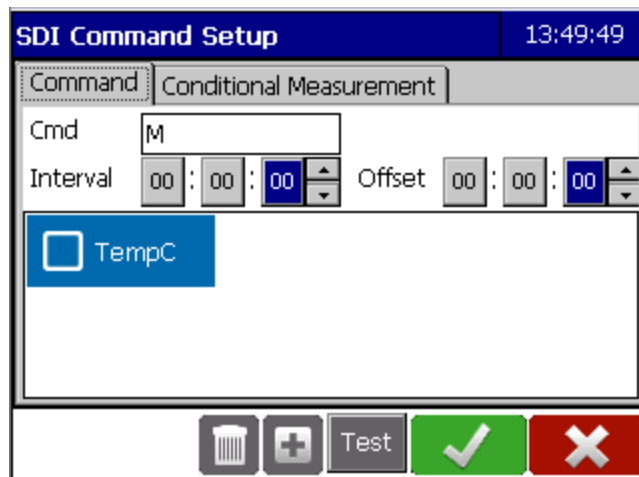 SDI Command Setup 13:49:49
Command Conditional Measurement
Cmd M
Interval 00 : 00 : 00 Offset 00 : 00 : 00
TempC
Test